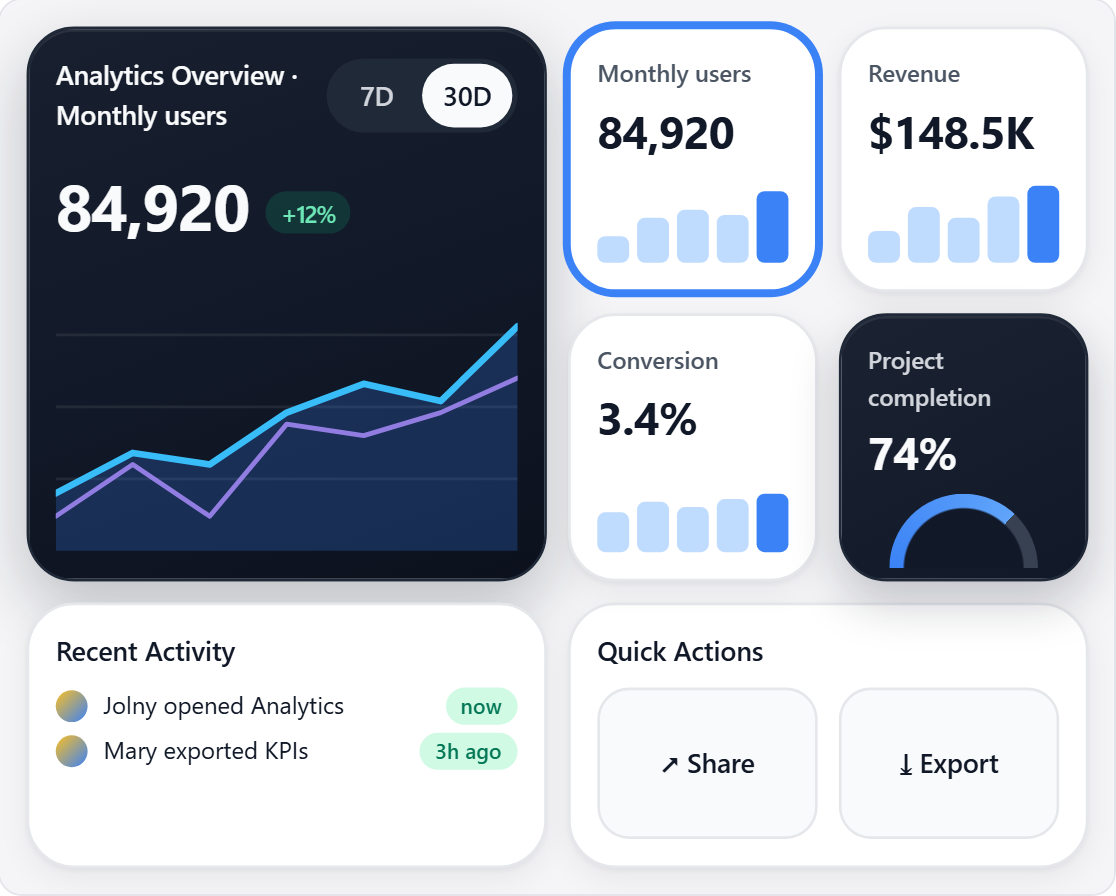 Analytics Overview ·
Monthly users
7D
30D
84,920
+12%
Monthly users
84,920
Revenue
$148.5K
Conversion
3.4%
Project
completion
74%
Recent Activity
Jolny opened Analytics
now
Mary exported KPIs
3h ago
Quick Actions
↗ Share
⤓ Export